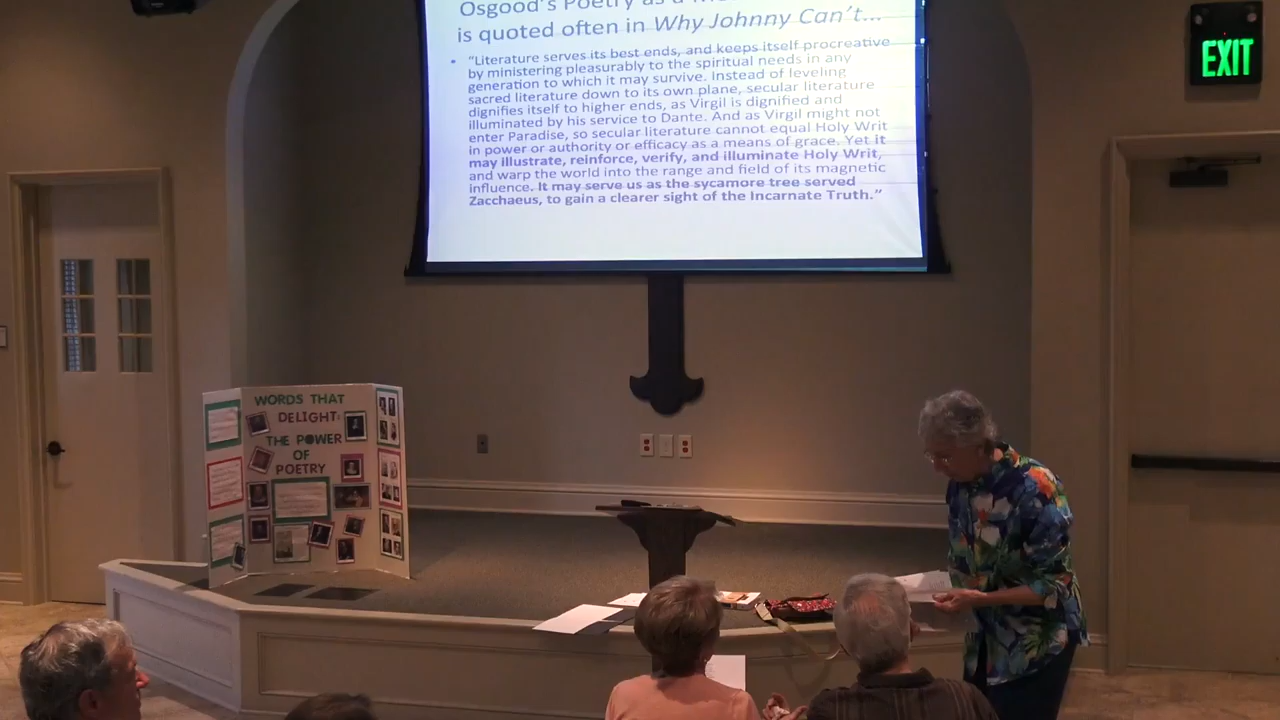 Osgood's Poetry as a
is quoted often in Why Johnny Can't...
• "Literature serves its best ends, and keeps itself procreative
by ministering pleasurably to the spiritual needs in any
generation to which it may survive. Instead of leveling
sacred literature down to its own plane, secular literature
dignifies itself to higher ends, as Virgil is dignified and
illuminated by his service to Dante. And as Virgil might not
enter Paradise, so secular literature cannot equal Holy Writ
in power or authority or efficacy as a means of grace. Yet it
may illustrate, reinforce, verify, and illuminate Holy Writ,
and warp the world into the range and field of its magnetic
influence. It may serve us as the sycamore tree served
Zacchaeus, to gain a clearer sight of the Incarnate Truth."
EXIT
WORDS THAT
DELIGHT:
THE POWER
OF
POETRY